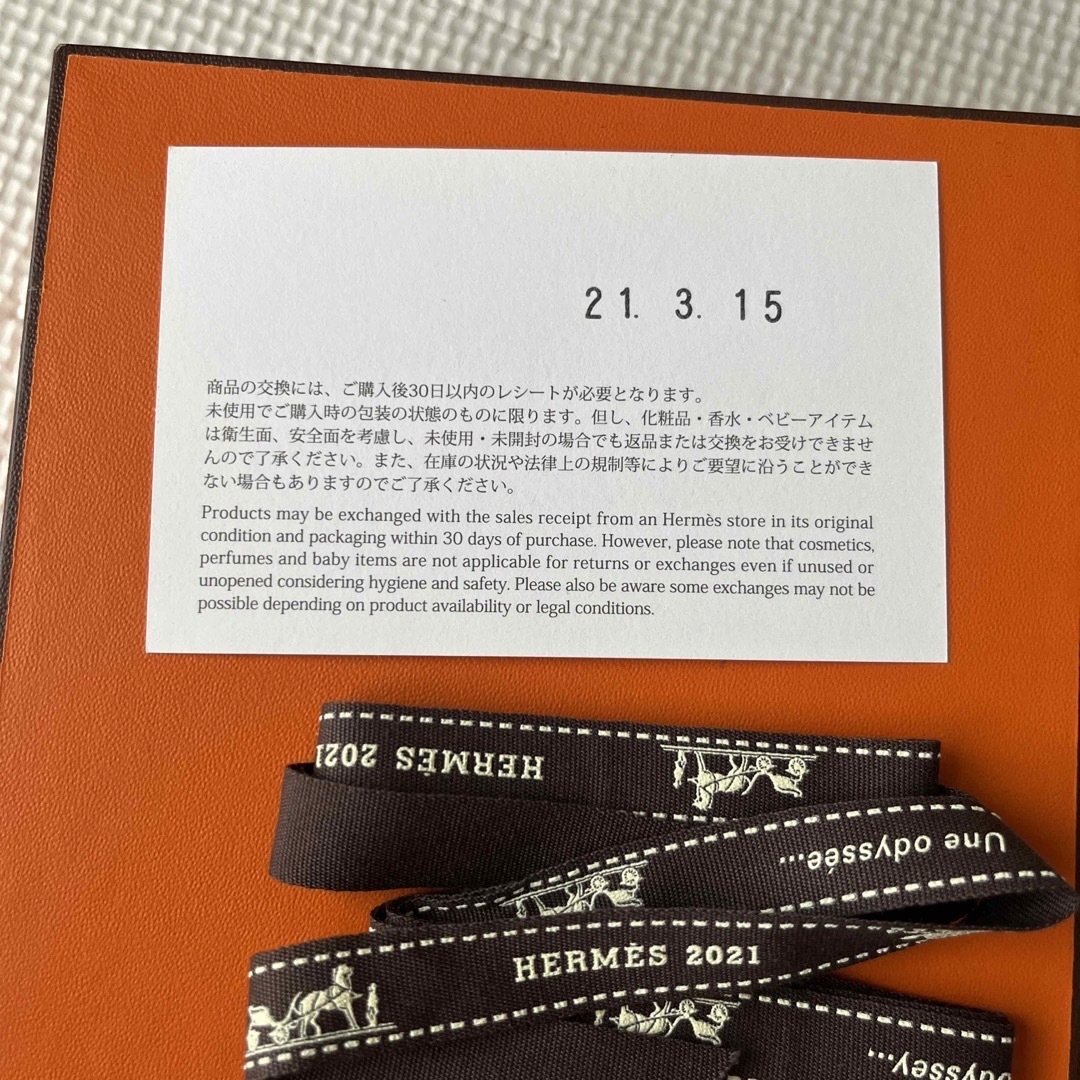 21. 3. 15
商品の交換には、ご購入後30日以内のレシートが必要となります。
未使用でご購入時の包装の状態のものに限ります。但し、化粧品・香水・ベビーアイテム
は衛生面、安全面を考慮し、未使用・未開封の場合でも返品または交換をお受けできませ
んので了承ください。また、在庫の状況や法律上の規制等によりご要望に沿うことができ
ない場合もありますのでご了承ください。
Products may be exchanged with the sales receipt from an Hermès store in its original
condition and packaging within 30 days of purchase. However, please note that cosmetics,
perfumes and baby items are not applicable for returns or exchanges even if unused or
unopened considering hygiene and safety. Please also be aware some exchanges may not be
possible depending on product availability or legal conditions.
HERMÈS 2021
Une odyssée...
HERMÈS 2021
odyssey...